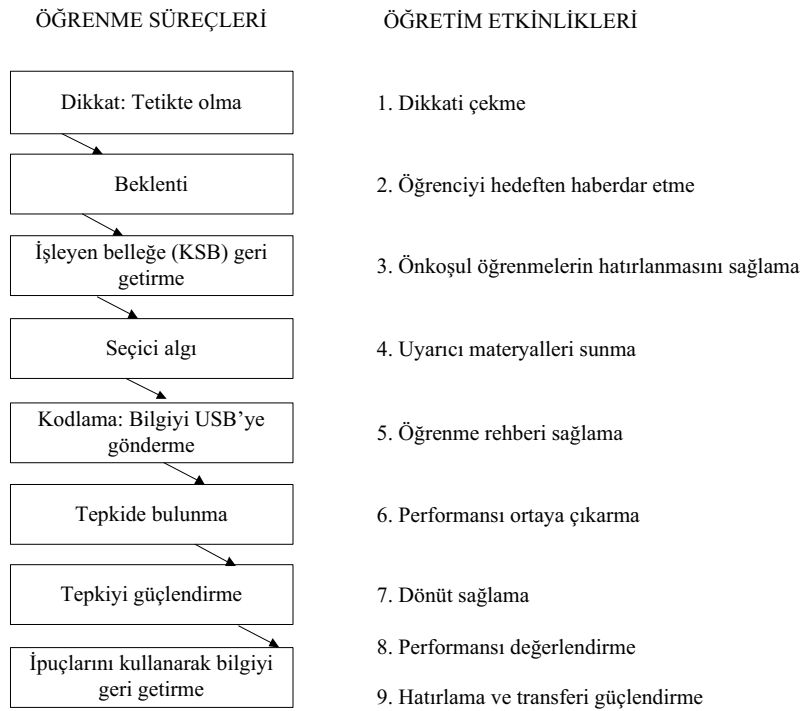 ÖĞRENME SÜREÇLERİ
ÖĞRETİM ETKİNLİKLERİ
Dikkat: Tetikte olma
1. Dikkati çekme
Beklenti
2. Öğrenciyi hedeften haberdar etme
İşleyen belleğe (KSB) geri
getirme
3. Önkoşul öğrenmelerin hatırlanmasını sağlama
Seçici algı
4. Uyarıcı materyalleri sunma
Kodlama: Bilgiyi USB’ye
gönderme
5. Öğrenme rehberi sağlama
Tepkide bulunma
6. Performansı ortaya çıkarma
Tepkiyi güçlendirme
7. Dönüt sağlama
İpuçlarını kullanarak bilgiyi
geri getirme
8. Performansı değerlendirme
9. Hatırlama ve transferi güçlendirme